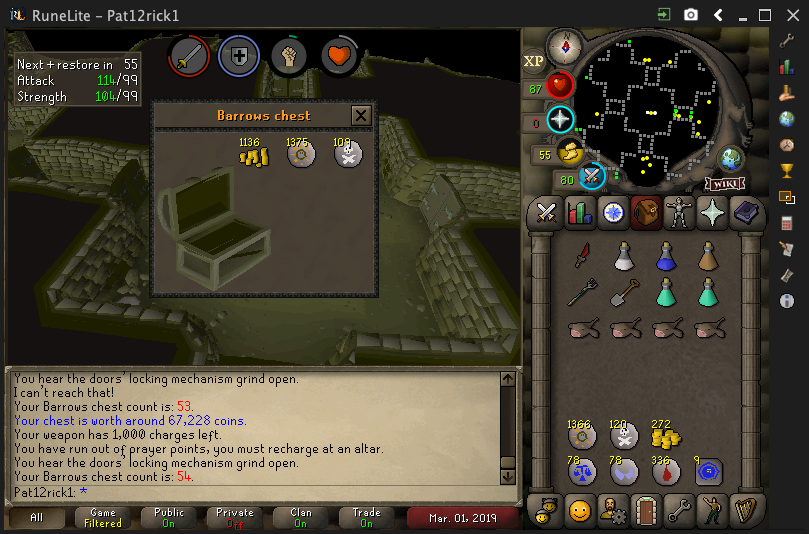 RuneLite - Pat12rick1
Next + restore in 55
Attack 114/99
Strength 104/99
XP
87
0
55
80
WIKI
Barrows chest
1136 1375 109
You hear the doors' locking mechanism grind open.
I can't reach that!
Your Barrows chest count is: 53.
Your chest is worth around 67,228 coins.
Your weapon has 1,000 charges left.
You have run out of prayer points, you must recharge at an altar.
You hear the doors' locking mechanism grind open.
Your Barrows chest count is: 54.
Pat12rick1: *
1366 120 272
78 78 336 9
All
Game
Filtered
Public
On
Private
Off
Clan
On
Trade
On
Mar. 01, 2019